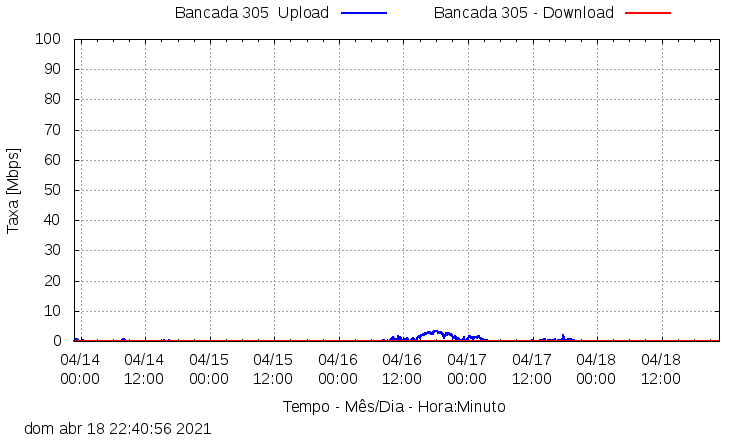 Bancada 305  Upload
Bancada 305 - Download
Taxa [Mbps]
100
90
80
70
60
50
40
30
20
10
0
04/14 04/14 04/15 04/15 04/16 04/16 04/17 04/17 04/18 04/18
00:00 12:00 00:00 12:00 00:00 12:00 00:00 12:00 00:00 12:00
Tempo - Mês/Dia - Hora:Minuto
dom abr 18 22:40:56 2021